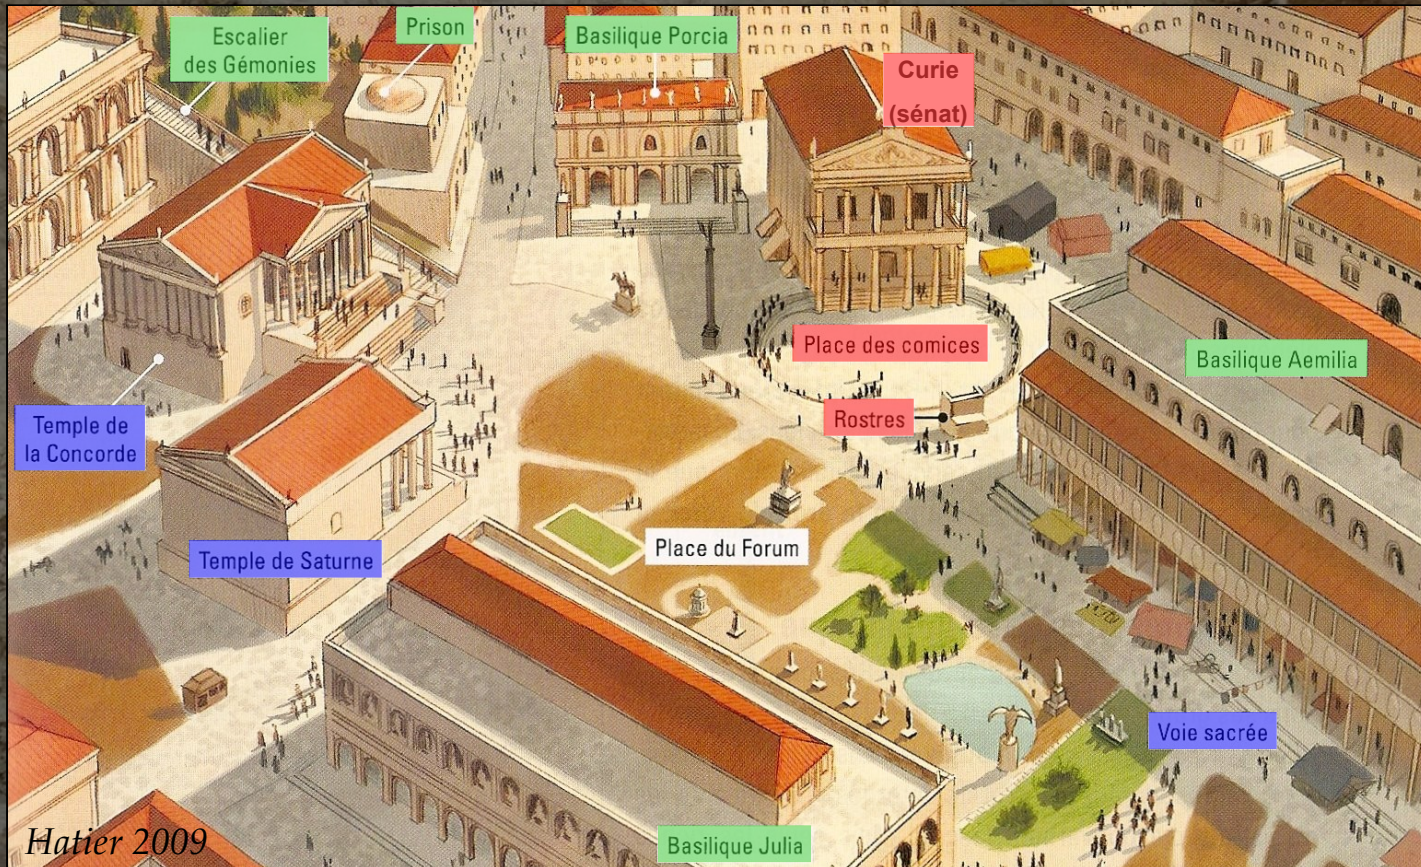 Escalier
des Gémonies
Prison
Basilique Porcia
Curie
(sénat)
Place des comices
Basilique Aemilia
Rostres
Temple de
la Concorde
Place du Forum
Temple de Saturne
Voie sacrée
Basilique Julia
Hatier 2009